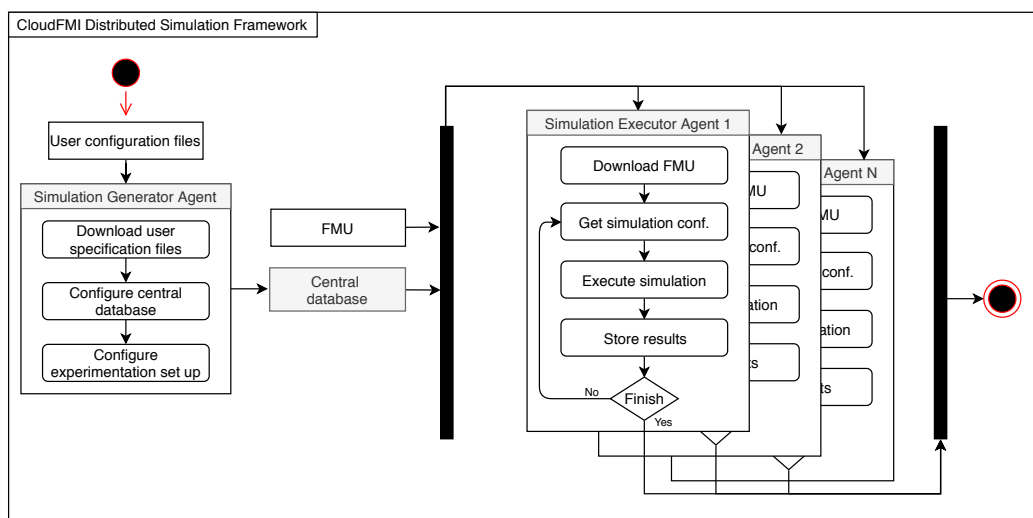 CloudFMI Distributed Simulation Framework
User configuration files
Simulation Generator Agent
Download user
specification files
Configure central
database
Configure
experimentation set up
FMU
Central
database
Simulation Executor Agent 1
Download FMU
Get simulation conf.
Execute simulation
Store results
Finish
No
Yes
Agent 2
MU
conf.
ation
ts
Agent N
MU
conf.
ation
ts